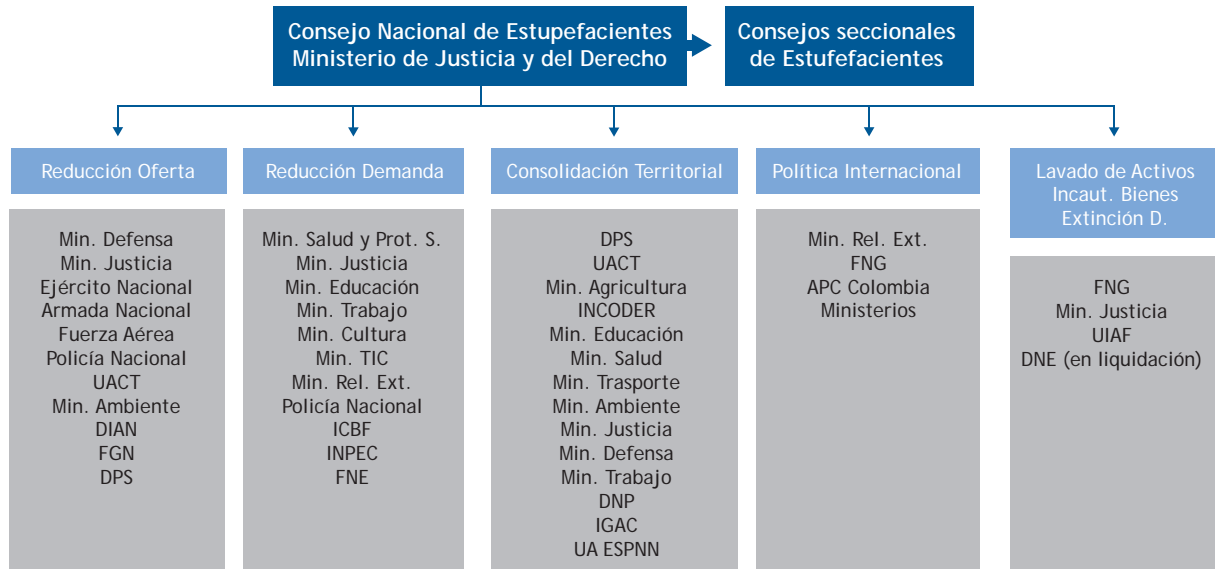 Consejo Nacional de Estupefacientes
Ministerio de Justicia y del Derecho
Consejos seccionales
de Estufefacientes
Reducción Oferta
Min. Defensa
Min. Justicia
Ejército Nacional
Armada Nacional
Fuerza Aérea
Policía Nacional
UACT
Min. Ambiente
DIAN
FGN
DPS
Reducción Demanda
Min. Salud y Prot. S.
Min. Justicia
Min. Educación
Min. Trabajo
Min. Cultura
Min. TIC
Min. Rel. Ext.
Policía Nacional
ICBF
INPEC
FNE
Consolidación Territorial
DPS
UACT
Min. Agricultura
INCODER
Min. Educación
Min. Salud
Min. Trasporte
Min. Ambiente
Min. Justicia
Min. Defensa
Min. Trabajo
DNP
IGAC
UA ESPNN
Política Internacional
Min. Rel. Ext.
FNG
APC Colombia
Ministerios
Lavado de Activos
Incaut. Bienes
Extinción D.
FNG
Min. Justicia
UIAF
DNE (en liquidación)